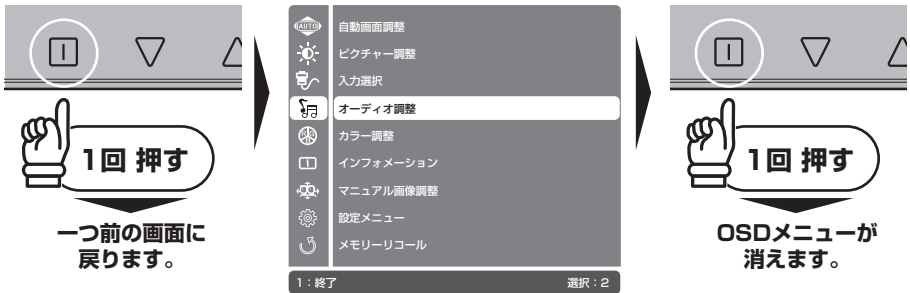 1回 押す
一つ前の画面に
戻ります。
AUTO
自動画面調整
ピクチャー調整
入力選択
オーディオ調整
カラー調整
インフォメーション
マニュアル画像調整
設定メニュー
メモリーリコール
1：終了
選択：2
1回 押す
OSDメニューが
消えます。